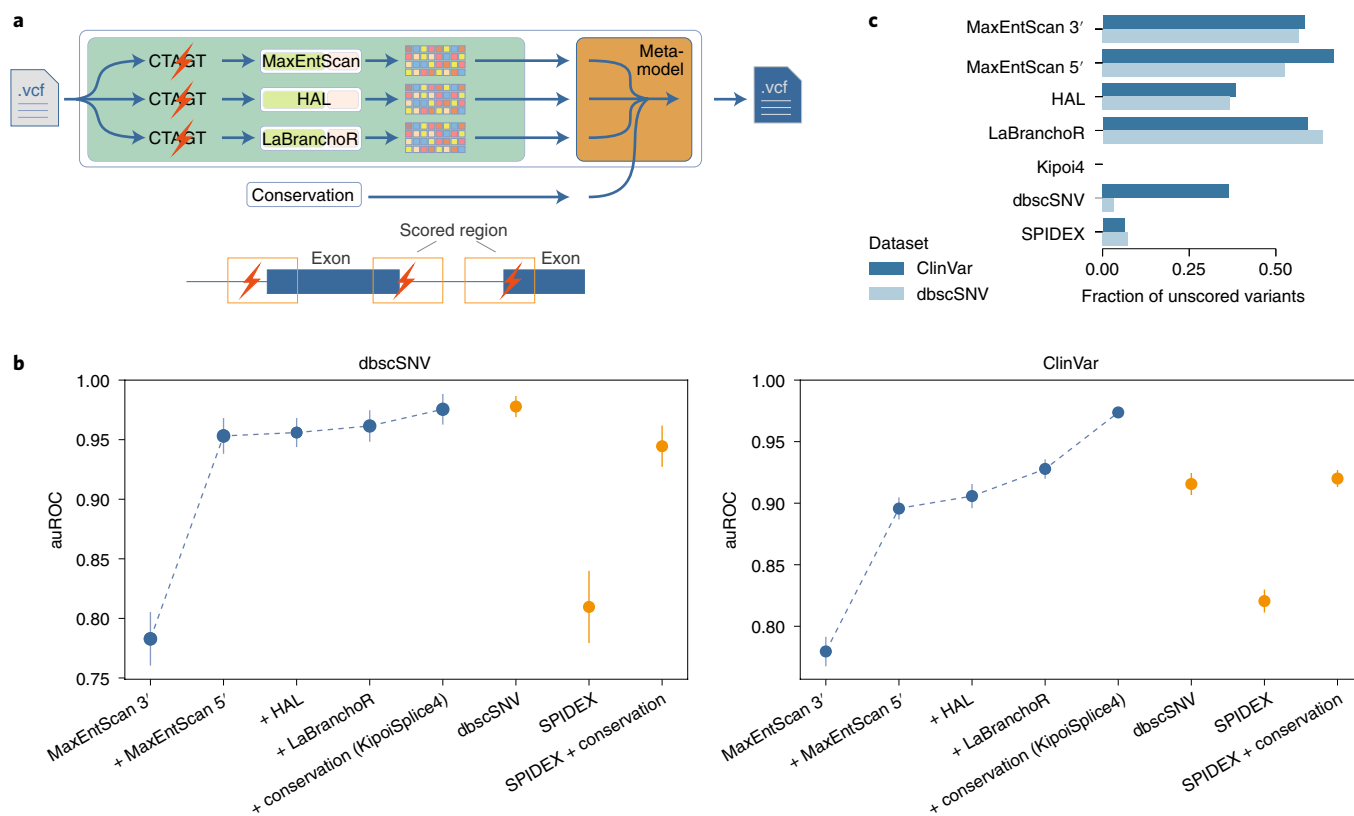 a
.vcf
CTAGT
MaxEntScan
CTAGT
HAL
CTAGT
LaBranchoR
Meta-
model
.vcf
Conservation
Scored region
Exon
Exon
c
MaxEntScan 3′
MaxEntScan 5′
HAL
LaBranchoR
Kipoi4
dbscSNV
SPIDEX
0.00 0.25 0.50
Fraction of unscored variants
Dataset
ClinVar
dbscSNV
b
dbscSNV
1.00
0.95
0.90
0.85
0.80
0.75
auROC
MaxEntScan 3′
+ MaxEntScan 5′
+ HAL
+ LaBranchoR
+ conservation (KipoiSplice4)
dbscSNV
SPIDEX
SPIDEX + conservation
ClinVar
1.00
0.95
0.90
0.85
0.80
auROC
MaxEntScan 3′
+ MaxEntScan 5′
+ HAL
+ LaBranchoR
+ conservation (KipoiSplice4)
dbscSNV
SPIDEX
SPIDEX + conservation